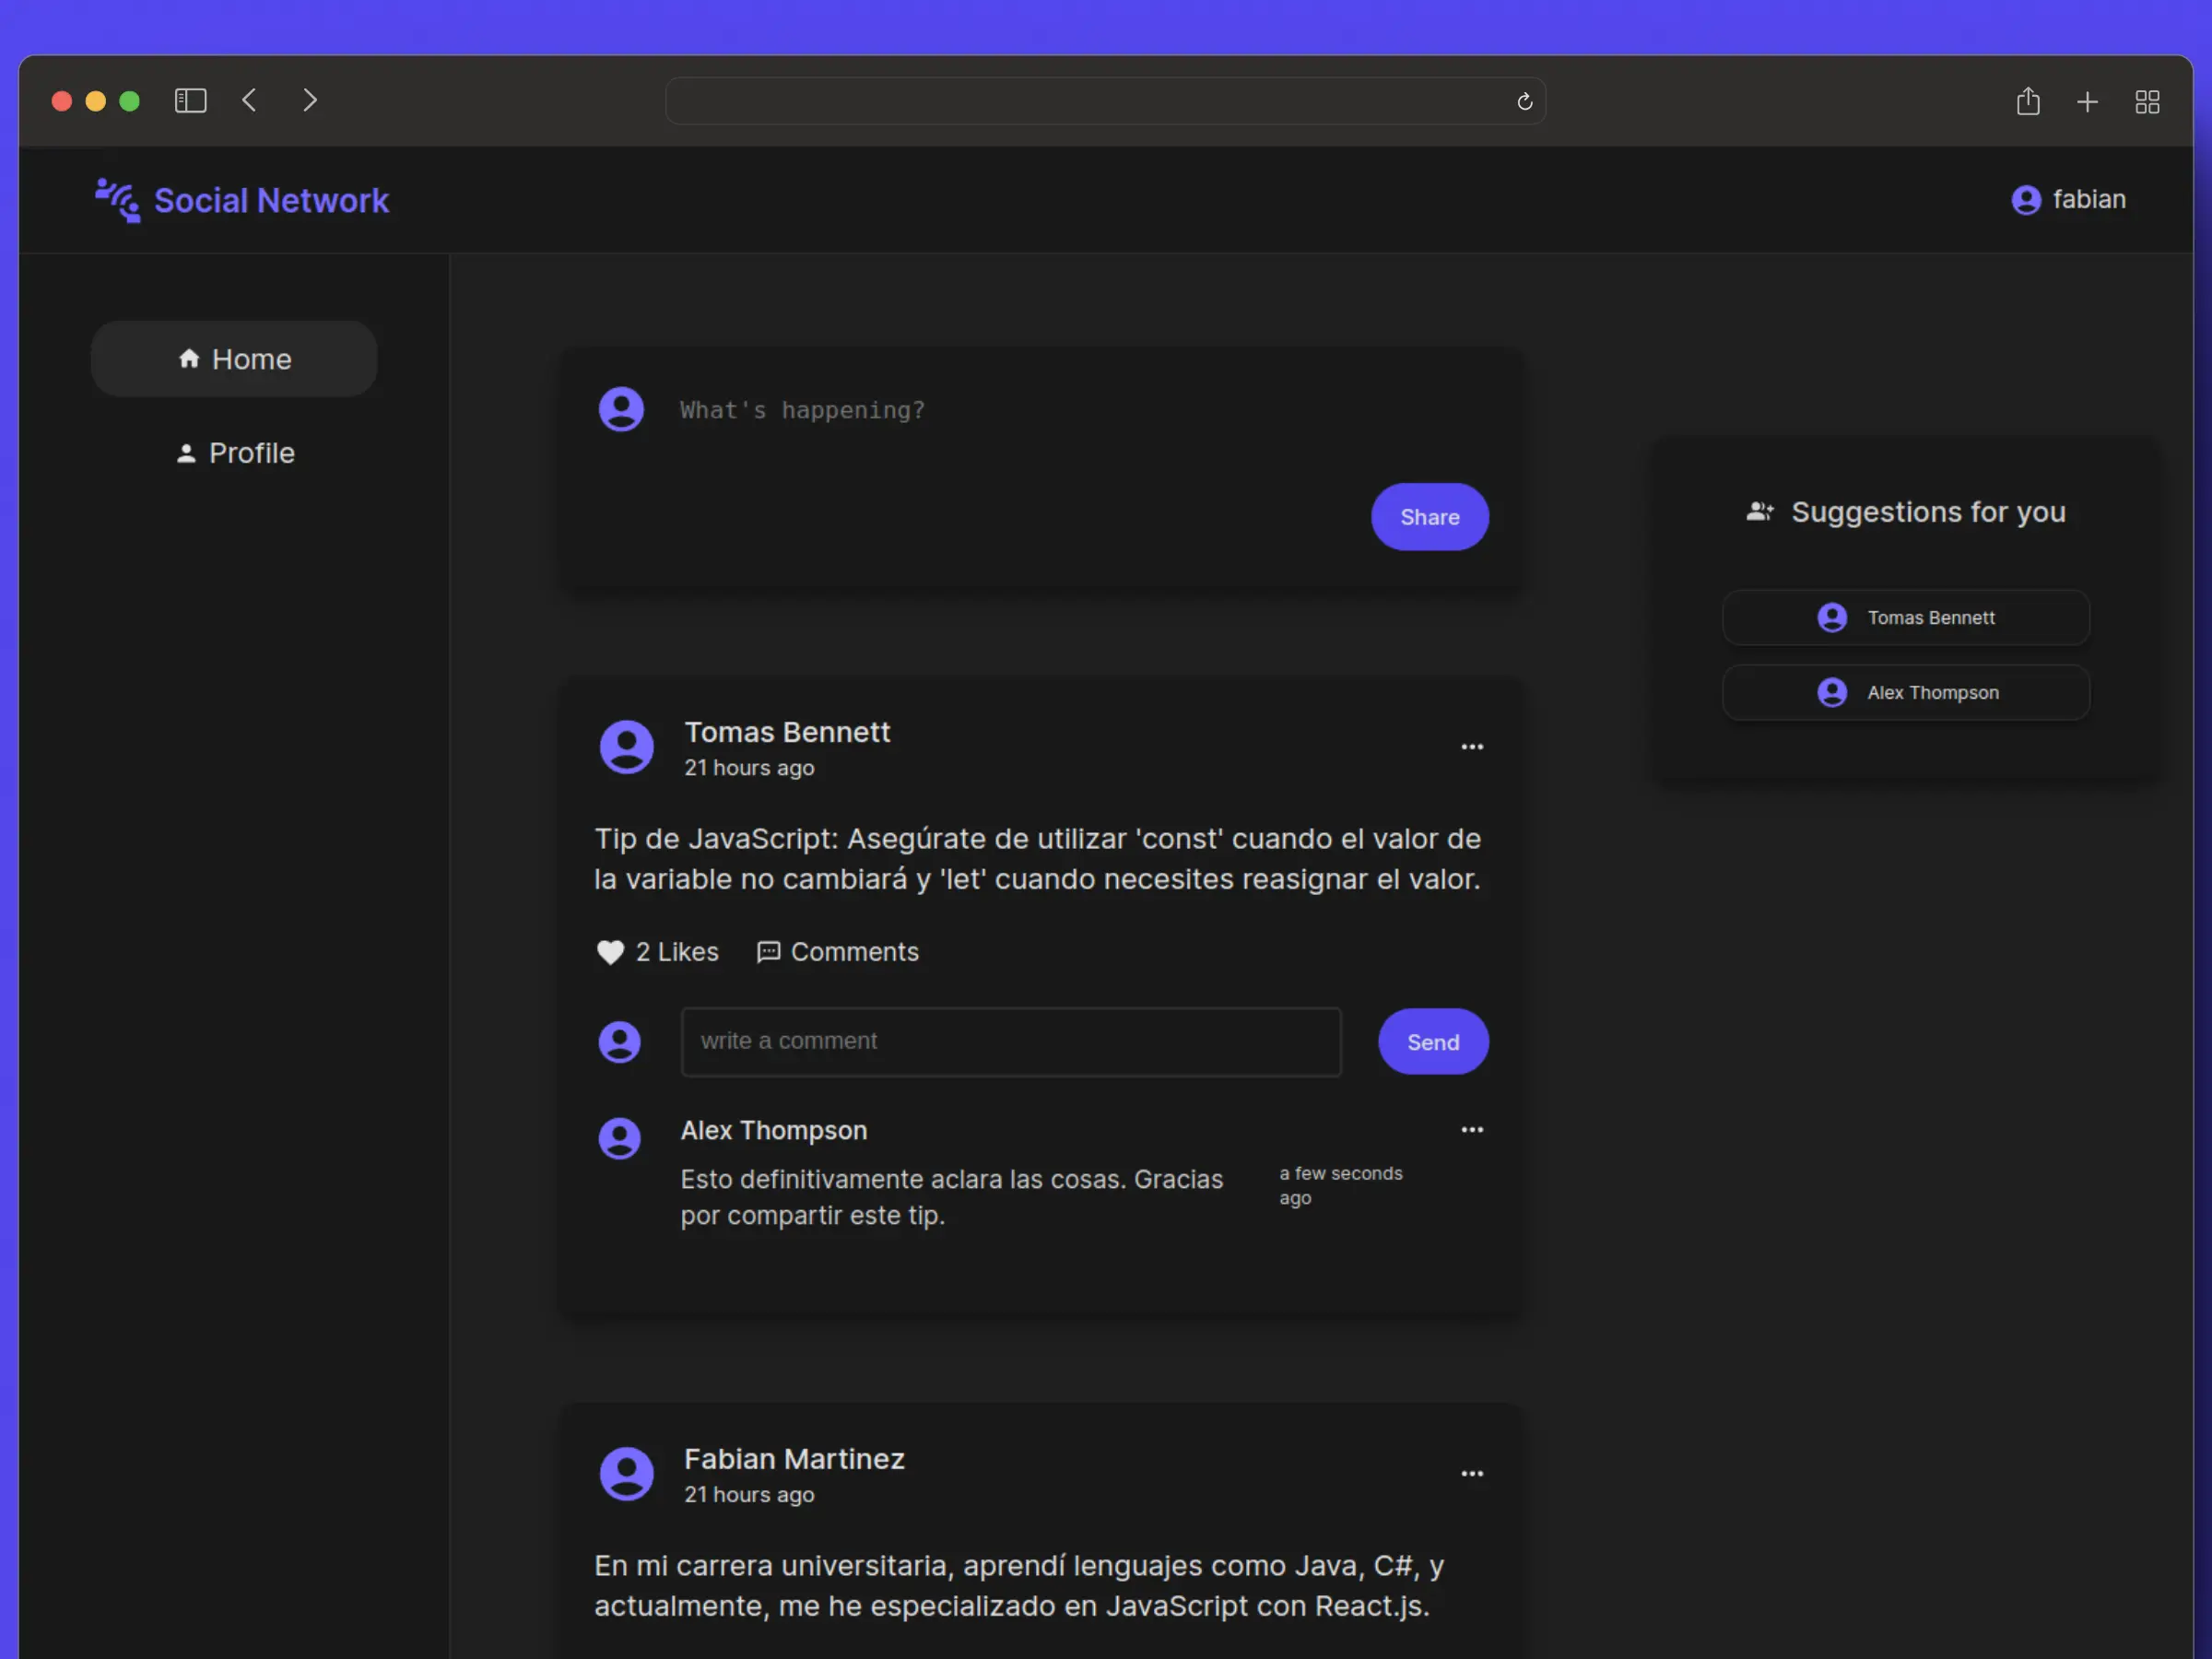 Social Network
fabian
Home
Profile
What's happening?
Share
Suggestions for you
Tomas Bennett
Alex Thompson
Tomas Bennett
21 hours ago
Tip de JavaScript: Asegúrate de utilizar 'const' cuando el valor de
la variable no cambiará y 'let' cuando necesites reasignar el valor.
2 Likes
Comments
write a comment
Send
Alex Thompson
Esto definitivamente aclara las cosas. Gracias
por compartir este tip.
a few seconds
ago
Fabian Martinez
21 hours ago
En mi carrera universitaria, aprendí lenguajes como Java, C#, y
actualmente, me he especializado en JavaScript con React.js.